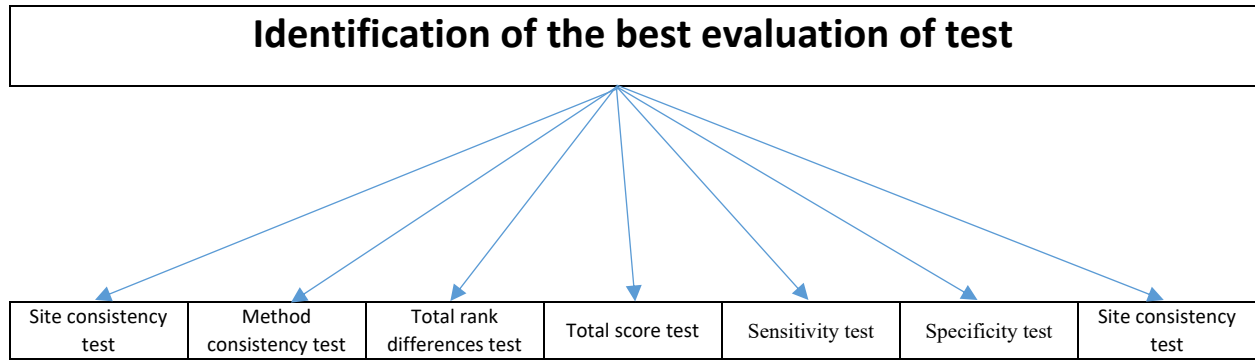 Identification of the best evaluation of test
Site consistency
test
Method
consistency test
Total rank
differences test
Total score test
Sensitivity test
Specificity test
Site consistency
test